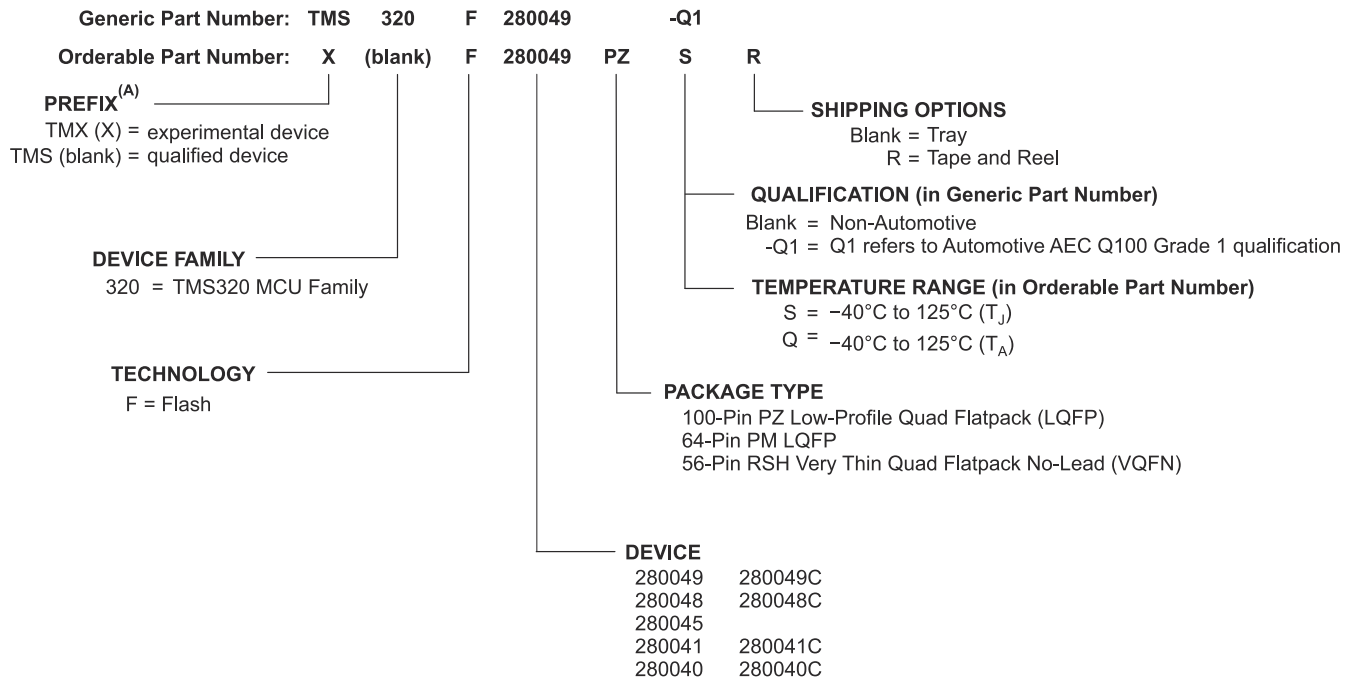 Generic Part Number: TMS 320 F 280049 -Q1
Orderable Part Number: X (blank) F 280049 PZ S R
PREFIX(A)
TMX (X) = experimental device
TMS (blank) = qualified device
SHIPPING OPTIONS
Blank = Tray
R = Tape and Reel
QUALIFICATION (in Generic Part Number)
Blank = Non-Automotive
-Q1 = Q1 refers to Automotive AEC Q100 Grade 1 qualification
DEVICE FAMILY
320 = TMS320 MCU Family
TEMPERATURE RANGE (in Orderable Part Number)
S = −40°C to 125°C (TJ)
Q = −40°C to 125°C (TA)
TECHNOLOGY
F = Flash
PACKAGE TYPE
100-Pin PZ Low-Profile Quad Flatpack (LQFP)
64-Pin PM LQFP
56-Pin RSH Very Thin Quad Flatpack No-Lead (VQFN)
DEVICE
280049 280049C
280048 280048C
280045
280041 280041C
280040 280040C